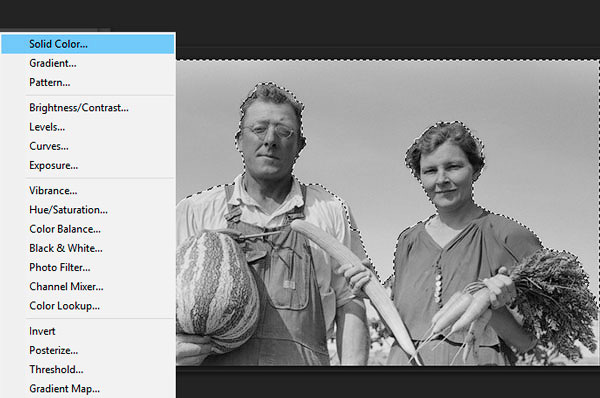 Solid Color...
Gradient...
Pattern...
Brightness/Contrast...
Levels...
Curves...
Exposure...
Vibrance...
Hue/Saturation...
Color Balance...
Black & White...
Photo Filter...
Channel Mixer...
Color Lookup...
Invert
Posterize...
Threshold...
Gradient Map...